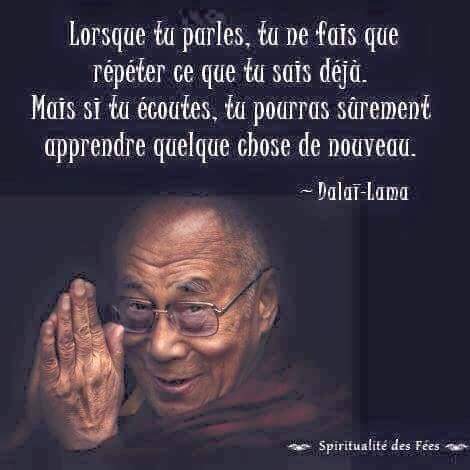 Lorsque tu parles, tu ne fais que
répéter ce que tu sais déjà.
Mais si tu écoutes, tu pourras sûrement
apprendre quelque chose de nouveau.
~ Dalaï-Lama
Spiritualité des Fées